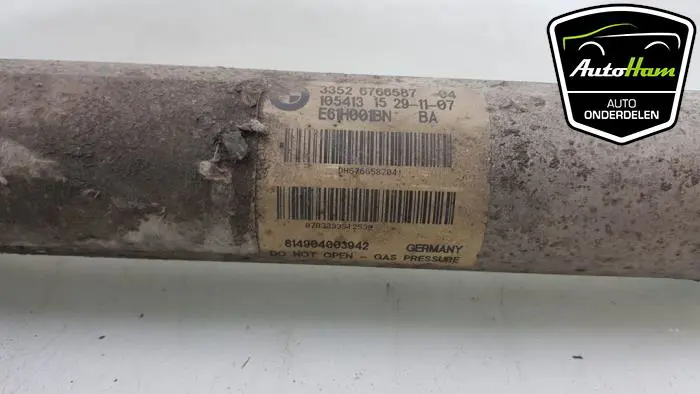 AutoHam
AUTO
ONDERDELEN
3352 6766587 -04
105413 15 29-11-07
E61H001BN BA
614904003942 GERMANY
DO NOT OPEN - GAS PRESSURE